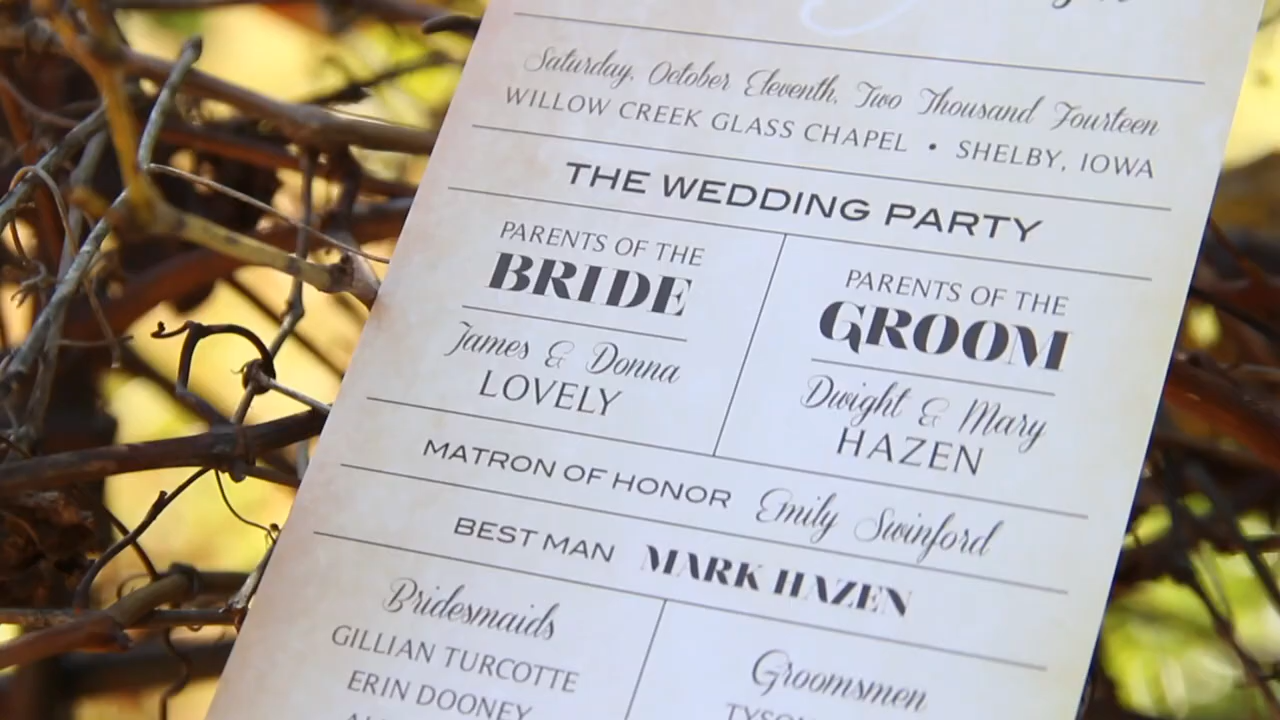 Saturday, October Eleventh, Two Thousand Fourteen
WILLOW CREEK GLASS CHAPEL • SHELBY, IOWA
THE WEDDING PARTY
PARENTS OF THE
BRIDE
James & Donna
LOVELY
PARENTS OF THE
GROOM
Dwight & Mary
HAZEN
MATRON OF HONOR Emily Swinford
BEST MAN MARK HAZEN
Bridesmaids
GILLIAN TURCOTTE
ERIN DOONEY
Groomsmen